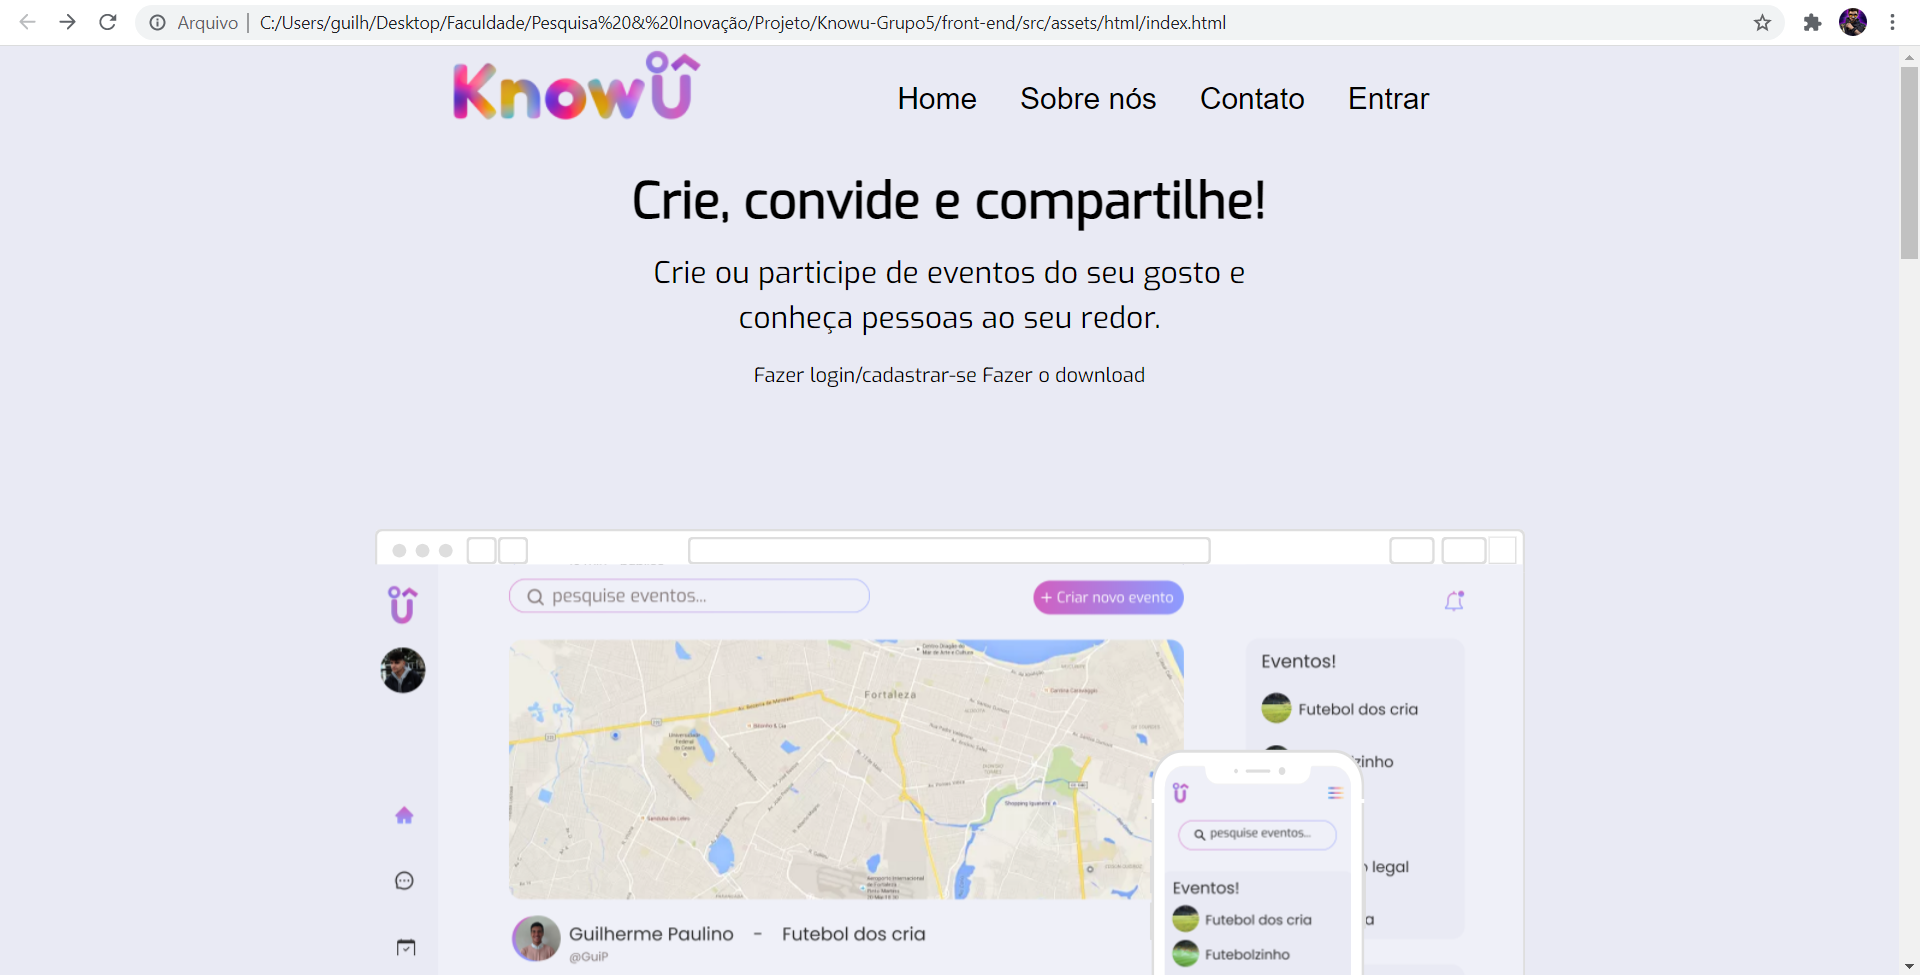 Arquivo | C:/Users/guilh/Desktop/Faculdade/Pesquisa%20&%20Inovação/Projeto/Knowu-Grupo5/front-end/src/assets/html/index.html
KnowU
Home Sobre nós Contato Entrar
Crie, convide e compartilhe!
Crie ou participe de eventos do seu gosto e
conheça pessoas ao seu redor.
Fazer login/cadastrar-se Fazer o download
pesquise eventos...
+ Criar novo evento
Fortaleza
Eventos!
Futebol dos cria
zinho
legal
a
Guilherme Paulino - Futebol dos cria
@GuiP
pesquise eventos...
Eventos!
Futebol dos cria
Futebolzinho